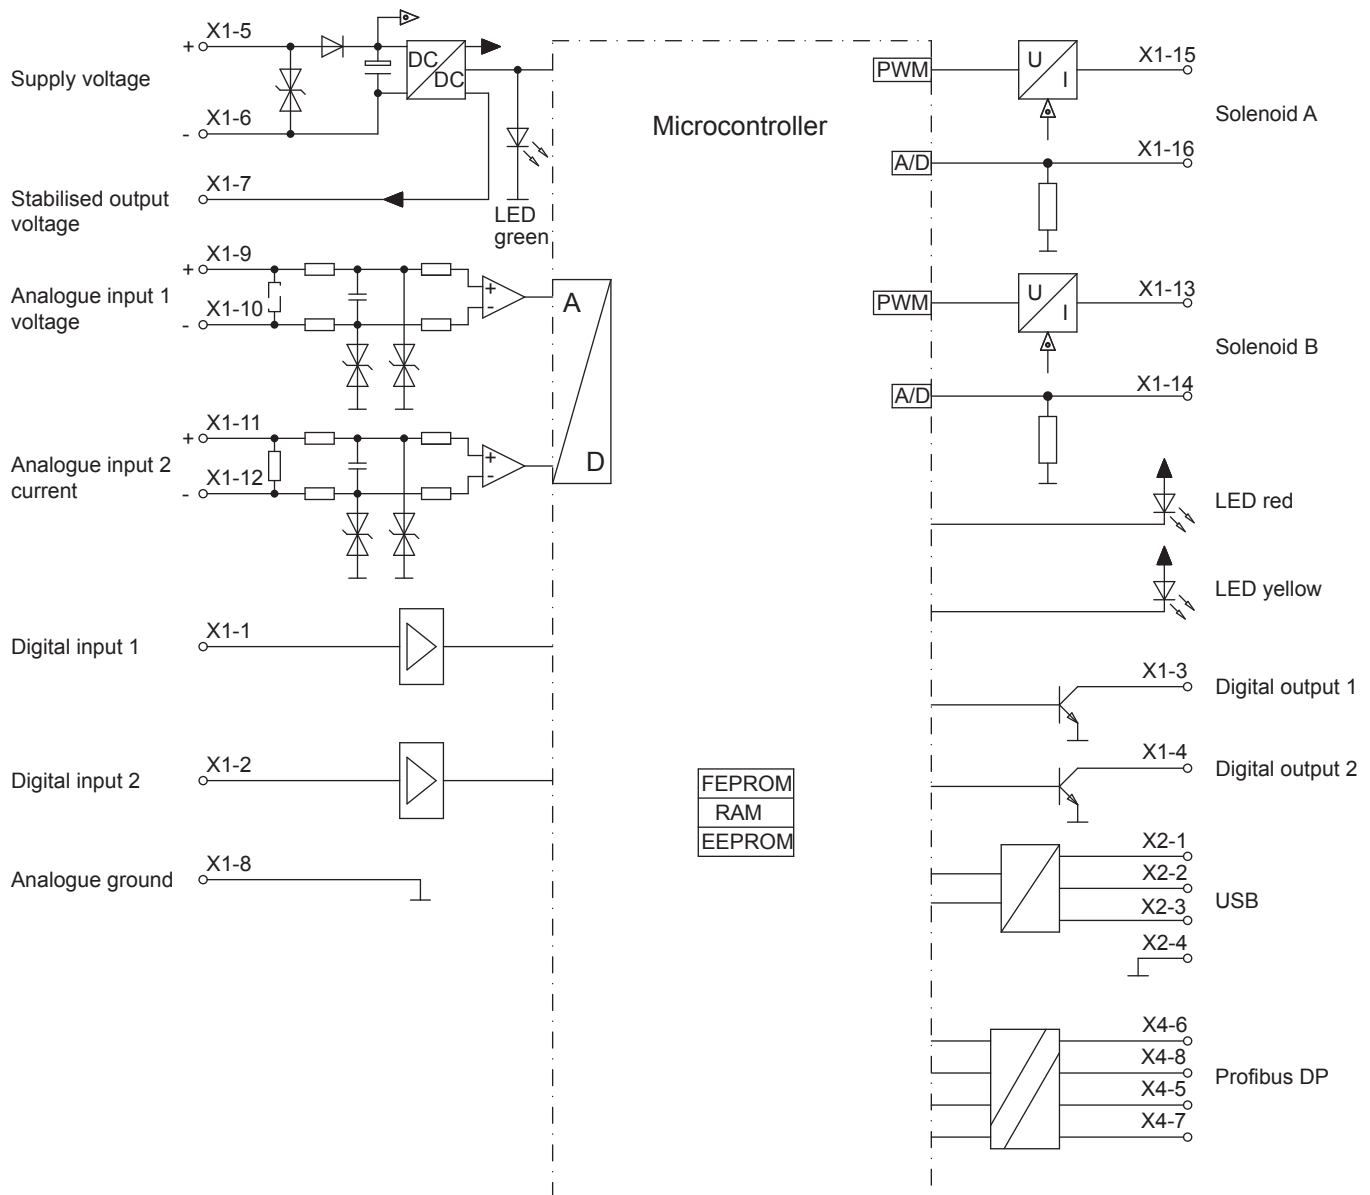 X1-5
+
Supply voltage
DC
DC
X1-6
-
X1-7
Stabilised output
voltage
LED
green
X1-9
+
Analogue input 1
voltage
X1-10
-
+
-
A
D
X1-11
+
Analogue input 2
current
X1-12
-
+
-
X1-1
Digital input 1
X1-2
Digital input 2
X1-8
Analogue ground
Microcontroller
FEPROM
RAM
EEPROM
PWM
U
I
X1-15
Solenoid A
A/D
X1-16
PWM
U
I
X1-13
Solenoid B
A/D
X1-14
LED red
LED yellow
X1-3
Digital output 1
X1-4
Digital output 2
X2-1
X2-2
USB
X2-3
X2-4
X4-6
X4-8
Profibus DP
X4-5
X4-7